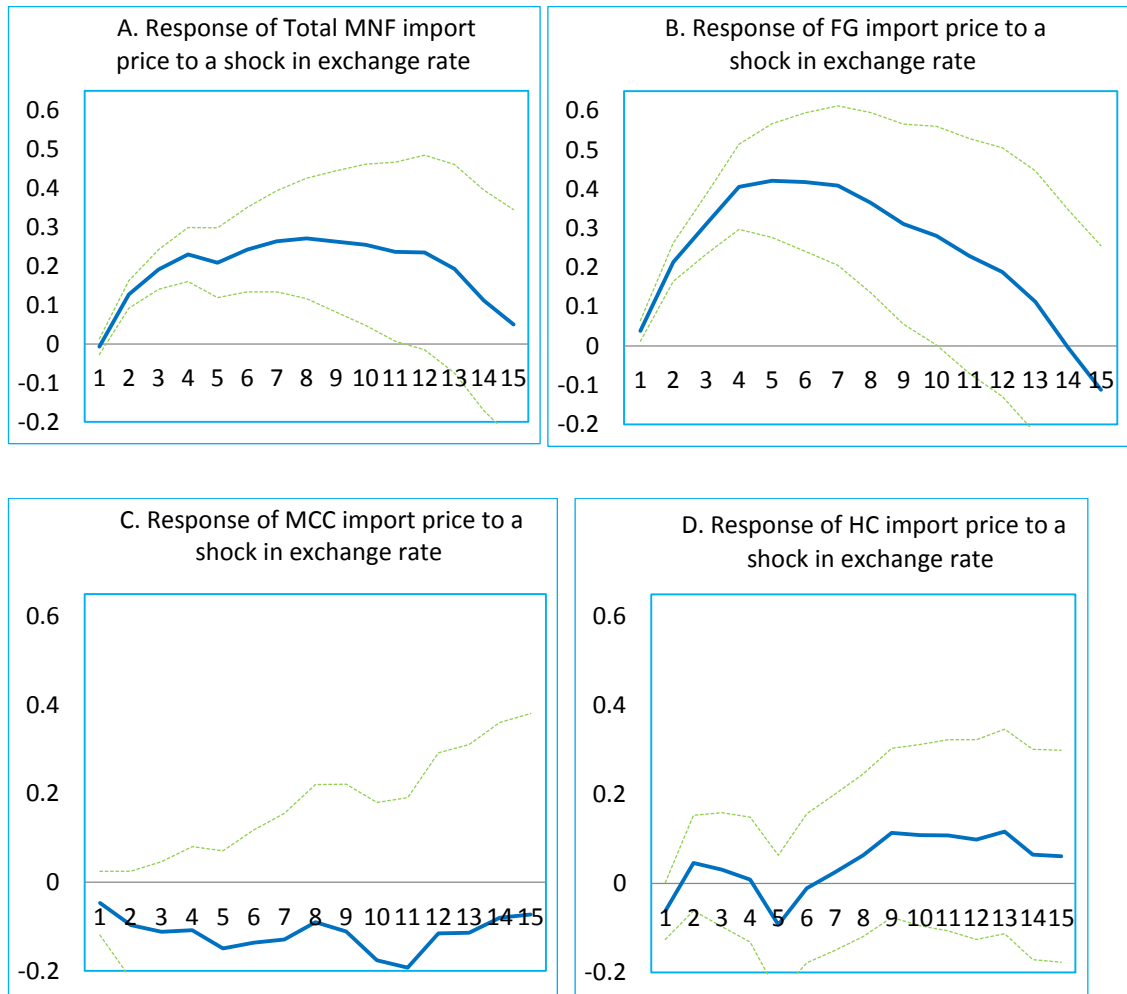 A. Response of Total MNF import
price to a shock in exchange rate
0.6
0.5
0.4
0.3
0.2
0.1
0
-0.1
-0.2
1 2 3 4 5 6 7 8 9 10 11 12 13 14 15
B. Response of FG import price to a
shock in exchange rate
0.6
0.5
0.4
0.3
0.2
0.1
0
-0.1
-0.2
1 2 3 4 5 6 7 8 9 10 11 12 13 14 15
C. Response of MCC import price to a
shock in exchange rate
0.6
0.4
0.2
0
-0.2
1 2 3 4 5 6 7 8 9 10 11 12 13 14 15
D. Response of HC import price to a
shock in exchange rate
0.6
0.4
0.2
0
-0.2
1 2 3 4 5 6 7 8 9 10 11 12 13 14 15